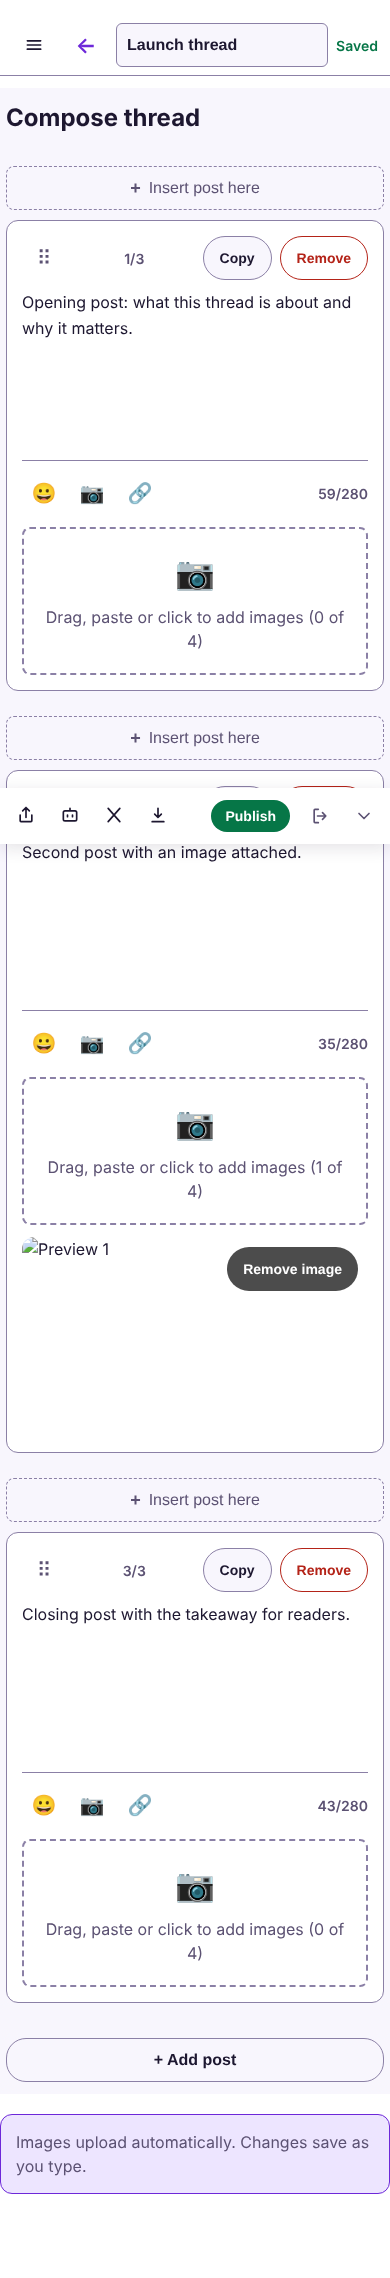 Launch thread
Saved
Compose thread
+ Insert post here
1/3
Copy
Remove
Opening post: what this thread is about and
why it matters.
59/280
Drag, paste or click to add images (0 of
4)
+ Insert post here
Publish
Second post with an image attached.
35/280
Drag, paste or click to add images (1 of
4)
Preview 1
Remove image
+ Insert post here
3/3
Copy
Remove
Closing post with the takeaway for readers.
43/280
Drag, paste or click to add images (0 of
4)
+ Add post
Images upload automatically. Changes save as
you type.